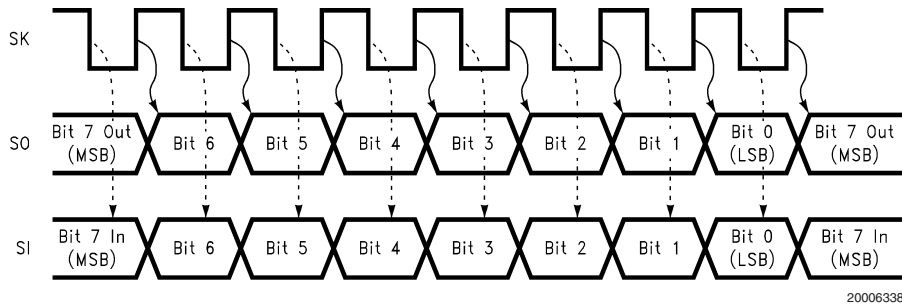 SK
SO
Bit 7 Out
(MSB)
Bit 6
Bit 5
Bit 4
Bit 3
Bit 2
Bit 1
Bit 0
(LSB)
Bit 7 Out
(MSB)
SI
Bit 7 In
(MSB)
Bit 6
Bit 5
Bit 4
Bit 3
Bit 2
Bit 1
Bit 0
(LSB)
Bit 7 In
(MSB)
20006338